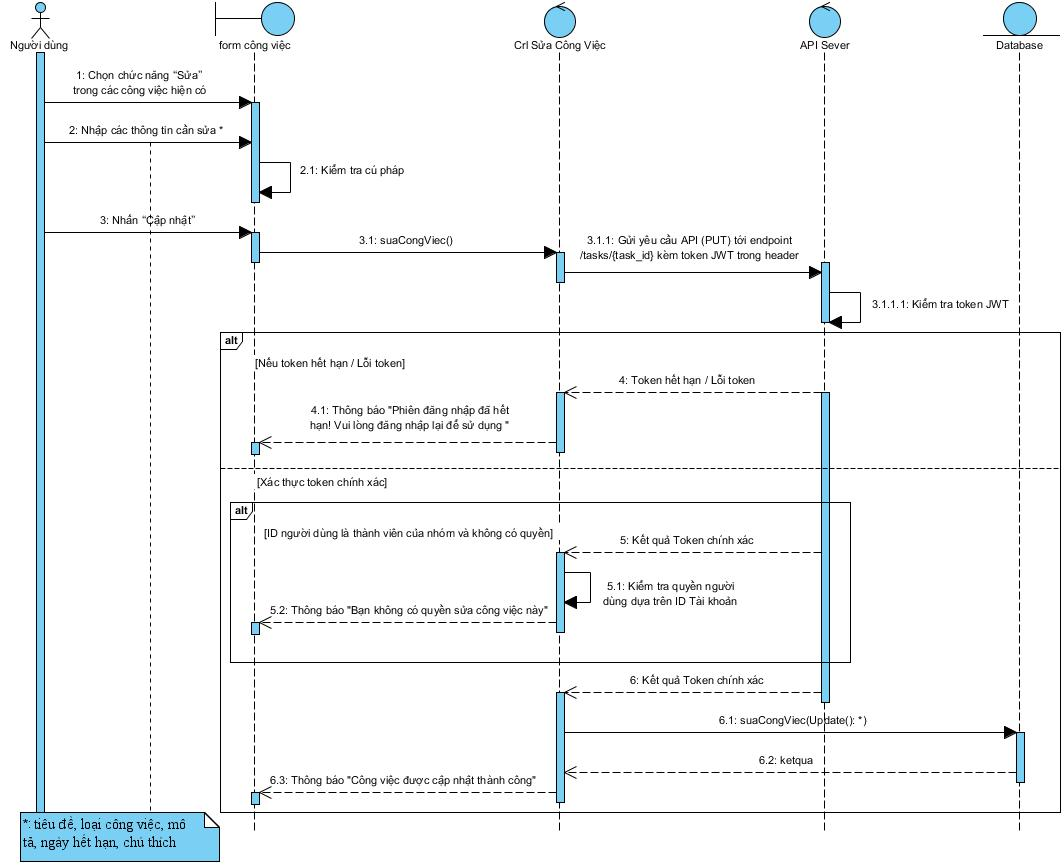 Người dùng
form công việc
Crl Sửa Công Việc
API Sever
Database
1: Chọn chức năng “Sửa”
trong các công việc hiện có
2: Nhập các thông tin cần sửa *
2.1: Kiểm tra cú pháp
3: Nhấn “Cập nhật”
3.1: suaCongViec()
3.1.1: Gửi yêu cầu API (PUT) tới endpoint
/tasks/{task_id} kèm token JWT trong header
3.1.1.1: Kiểm tra token JWT
alt
[Nếu token hết hạn / Lỗi token]
4: Token hết hạn / Lỗi token
4.1: Thông báo "Phiên đăng nhập đã hết
hạn! Vui lòng đăng nhập lại để sử dụng "
[Xác thực token chính xác]
alt
[ID người dùng là thành viên của nhóm và không có quyền]
5: Kết quả Token chính xác
5.1: Kiểm tra quyền người
dùng dựa trên ID Tài khoản
5.2: Thông báo "Bạn không có quyền sửa công việc này"
6: Kết quả Token chính xác
6.1: suaCongViec(Update(): *)
6.2: ketqua
6.3: Thông báo "Công việc được cập nhật thành công"
*: tiêu đề, loại công việc, mô
tả, ngày hết hạn, chú thích